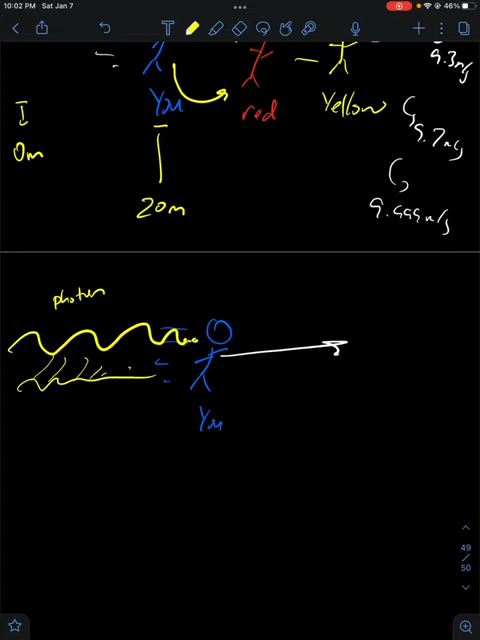 10:02 PM Sat Jan 7
46%
9.3m/s
You
red
Yellow
0m
9.7m/s
20m
9.999m/s
photon
You
49
50